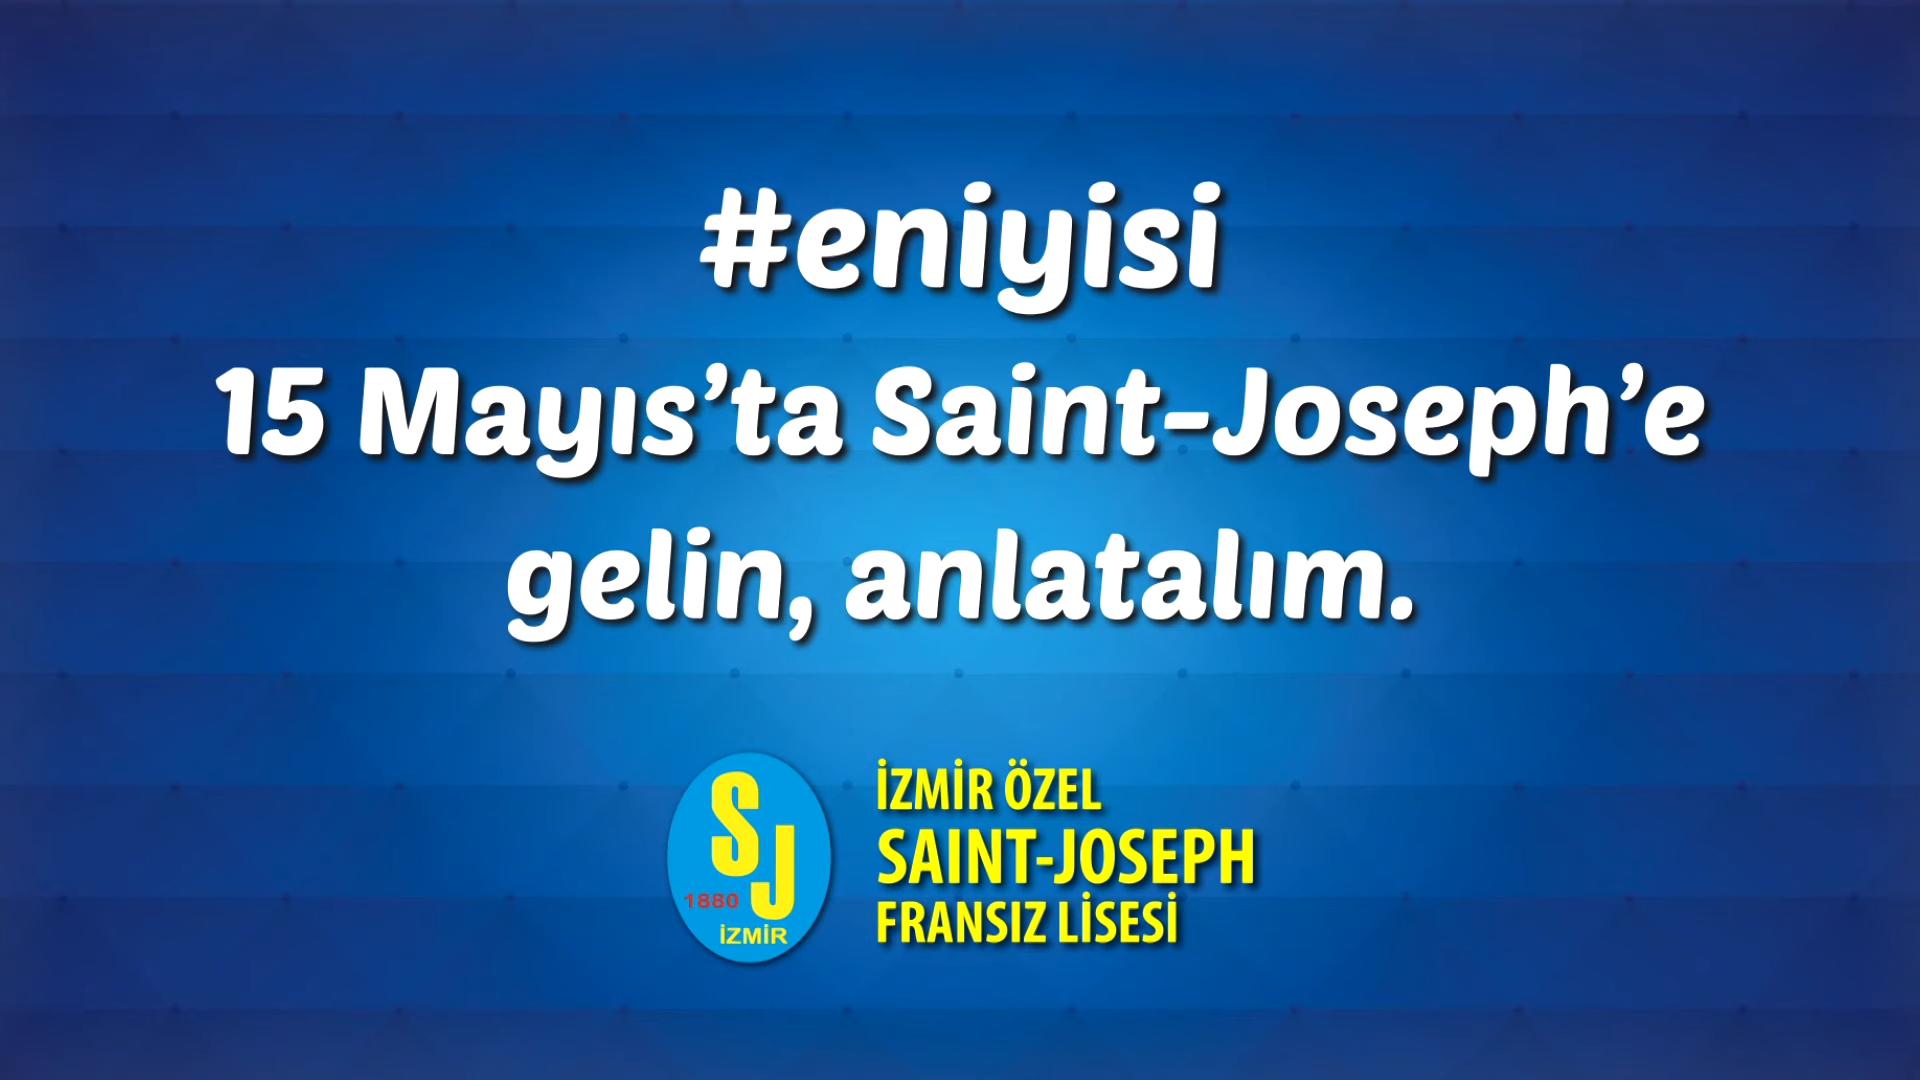 #eniyisi
15 Mayıs’ta Saint-Joseph’e
gelin, anlatalım.
SJ
1880
İZMİR
İZMİR ÖZEL
SAINT-JOSEPH
FRANSIZ LİSESİ